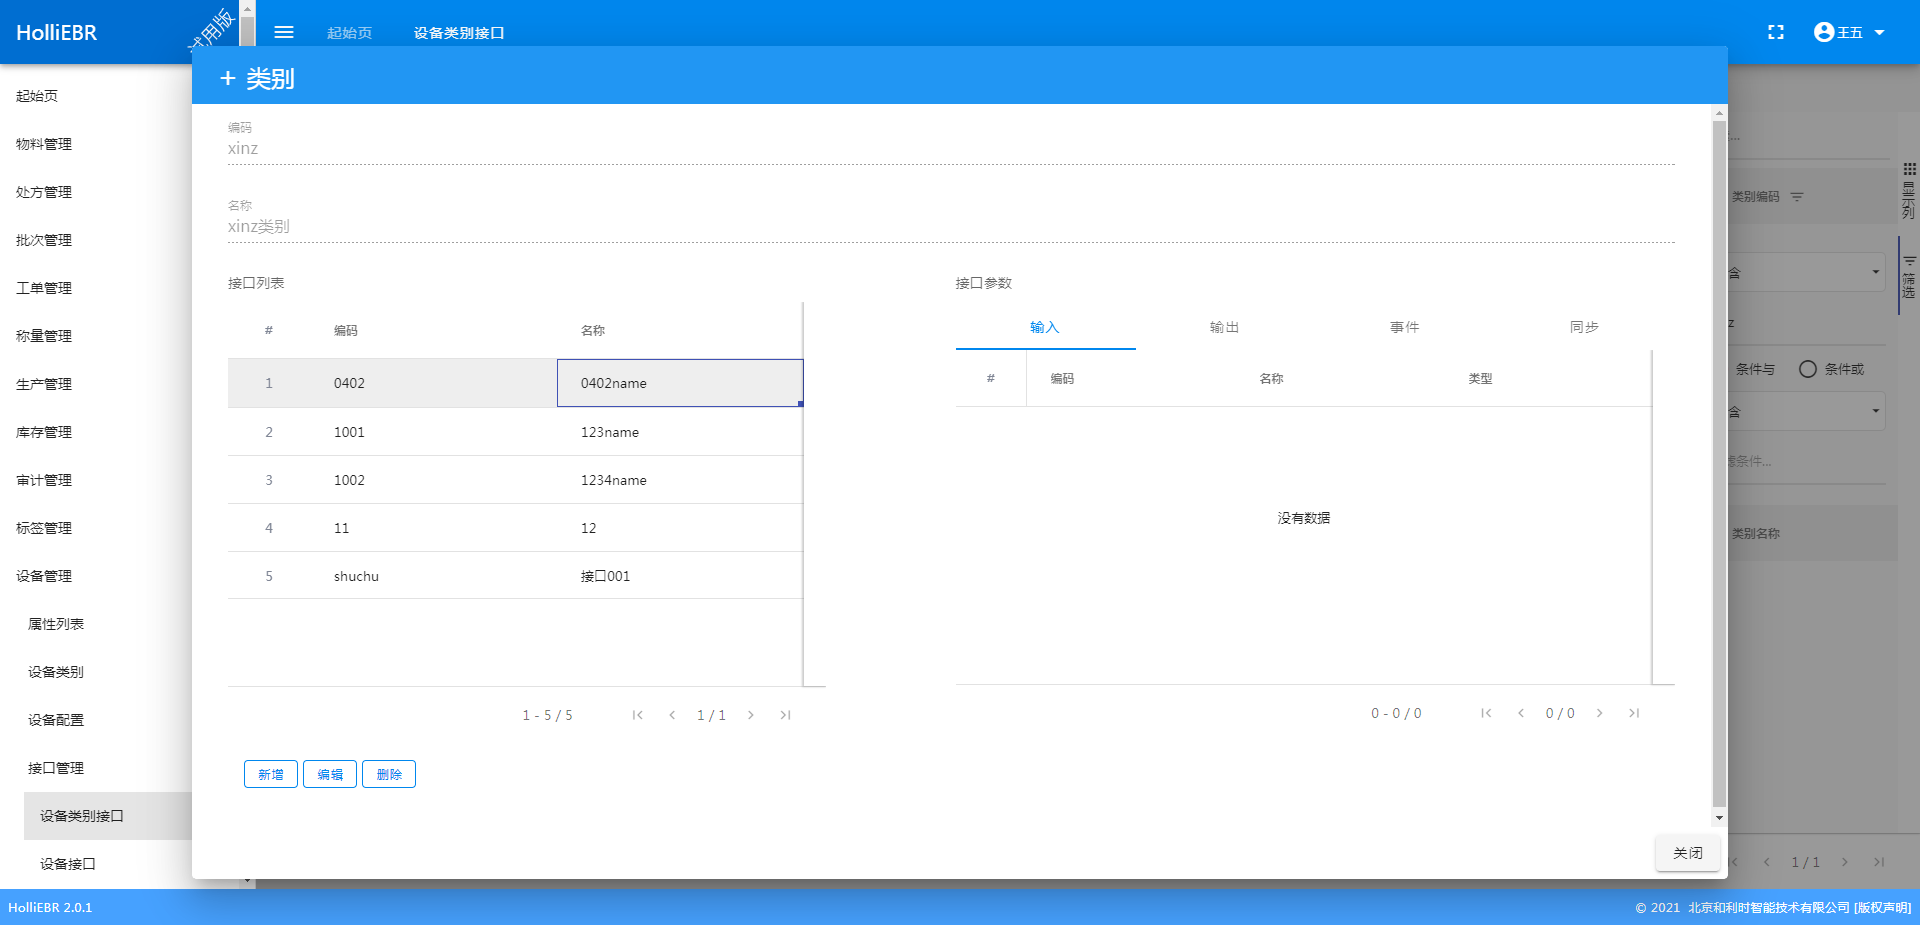 HolliEBR
试用版
起始页
设备类别接口
王五
起始页
物料管理
处方管理
批次管理
工单管理
称量管理
生产管理
库存管理
审计管理
标签管理
设备管理
属性列表
设备类别
设备配置
接口管理
设备类别接口
设备接口
+ 类别
编码
xinz
名称
xinz类别
接口列表
# 编码 名称
1 0402 0402name
2 1001 123name
3 1002 1234name
4 11 12
5 shuchu 接口001
1 - 5 / 5
1 / 1
新增 编辑 删除
接口参数
输入 输出 事件 同步
# 编码 名称 类型
没有数据
0 - 0 / 0
0 / 0
关闭
类别编码
含
z
条件与 条件或
含
条件...
类别名称
1 / 1
显示列
筛选
HolliEBR 2.0.1
© 2021 北京和利时智能技术有限公司 [版权声明]